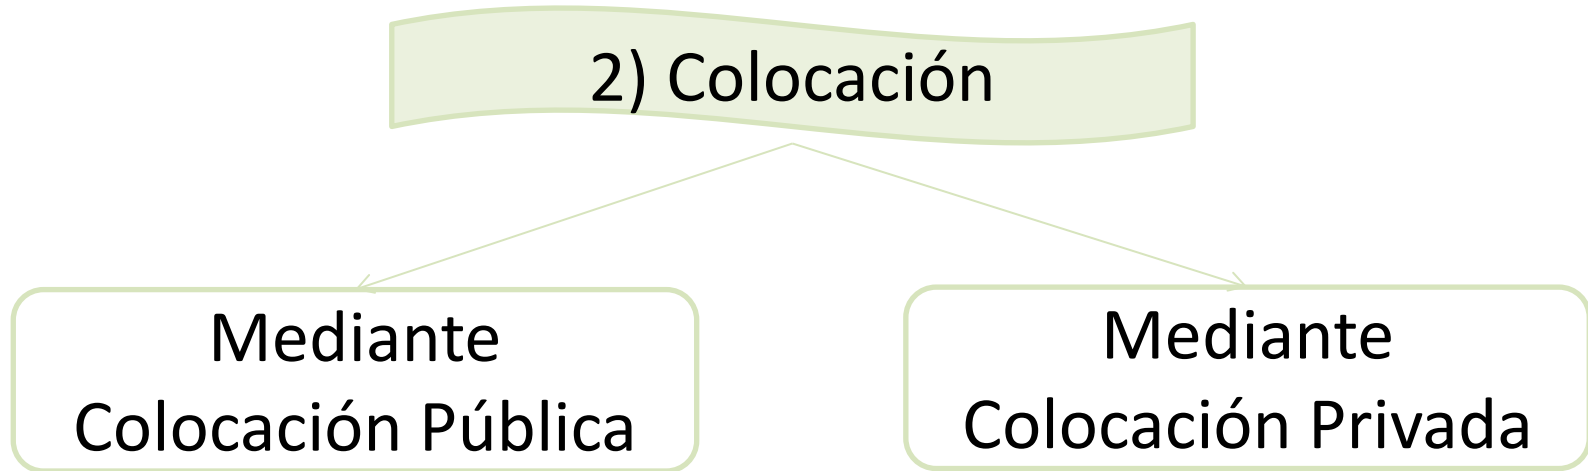 2) Colocación
Mediante
Colocación Pública
Mediante
Colocación Privada